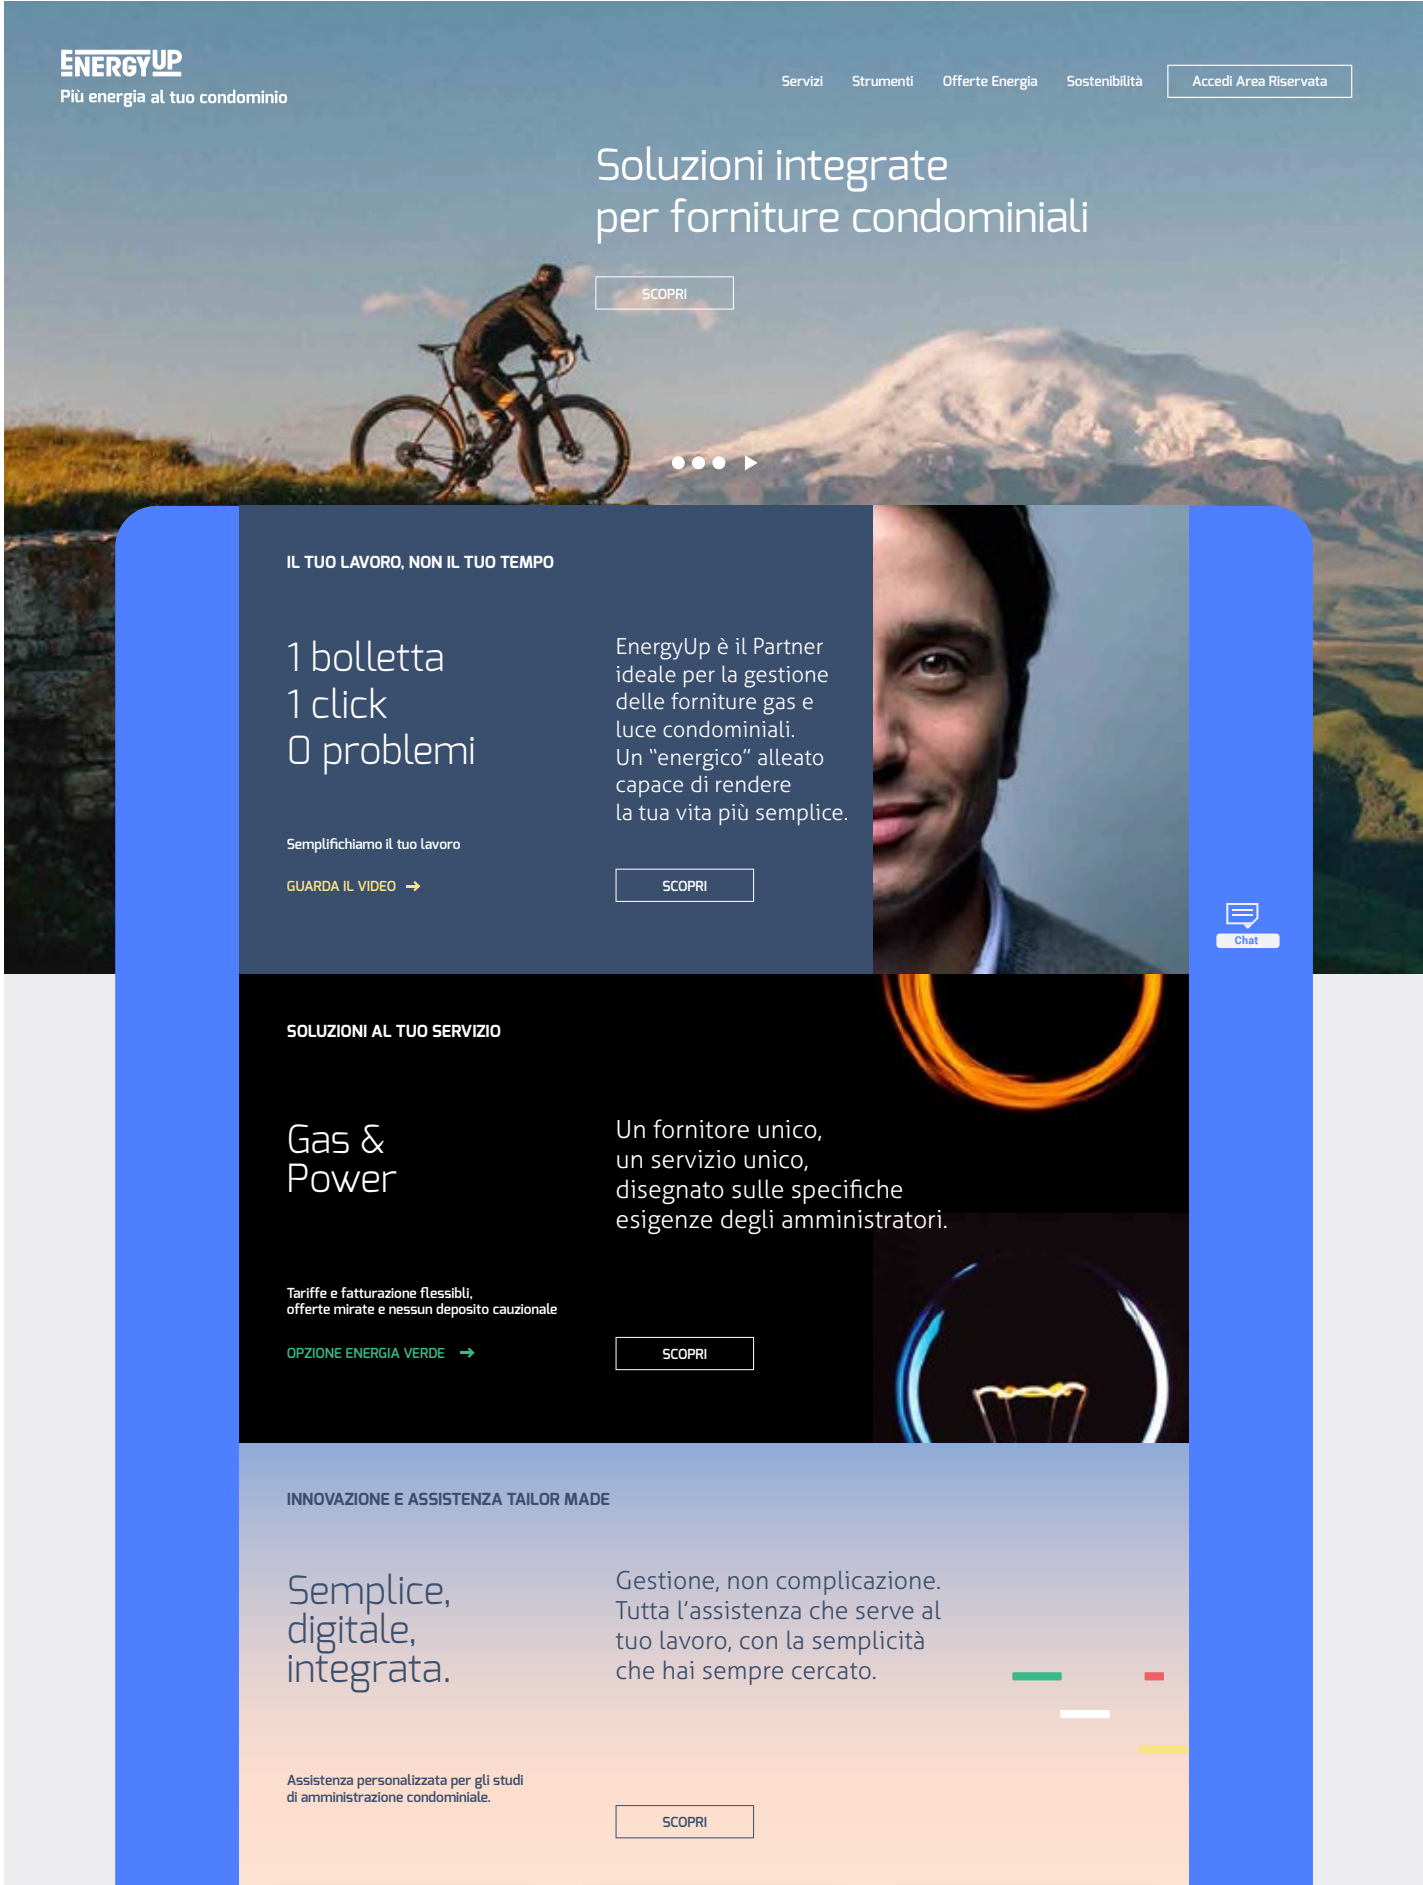 ENERGYUP
Più energia al tuo condominio
Servizi
Strumenti
Offerte Energia
Sostenibilità
Accedi Area Riservata
Soluzioni integrate
per forniture condominiali
SCOPRI
IL TUO LAVORO, NON IL TUO TEMPO
1 bolletta
1 click
0 problemi
Semplifichiamo il tuo lavoro
GUARDA IL VIDEO
EnergyUp è il Partner
ideale per la gestione
delle forniture gas e
luce condominiali.
Un “energico” alleato
capace di rendere
la tua vita più semplice.
SCOPRI
Chat
SOLUZIONI AL TUO SERVIZIO
Gas &
Power
Tariffe e fatturazione flessibli,
offerte mirate e nessun deposito cauzionale
OPZIONE ENERGIA VERDE
Un fornitore unico,
un servizio unico,
disegnato sulle specifiche
esigenze degli amministratori.
SCOPRI
INNOVAZIONE E ASSISTENZA TAILOR MADE
Semplice,
digitale,
integrata.
Assistenza personalizzata per gli studi
di amministrazione condominiale.
Gestione, non complicazione.
Tutta l’assistenza che serve al
tuo lavoro, con la semplicità
che hai sempre cercato.
SCOPRI